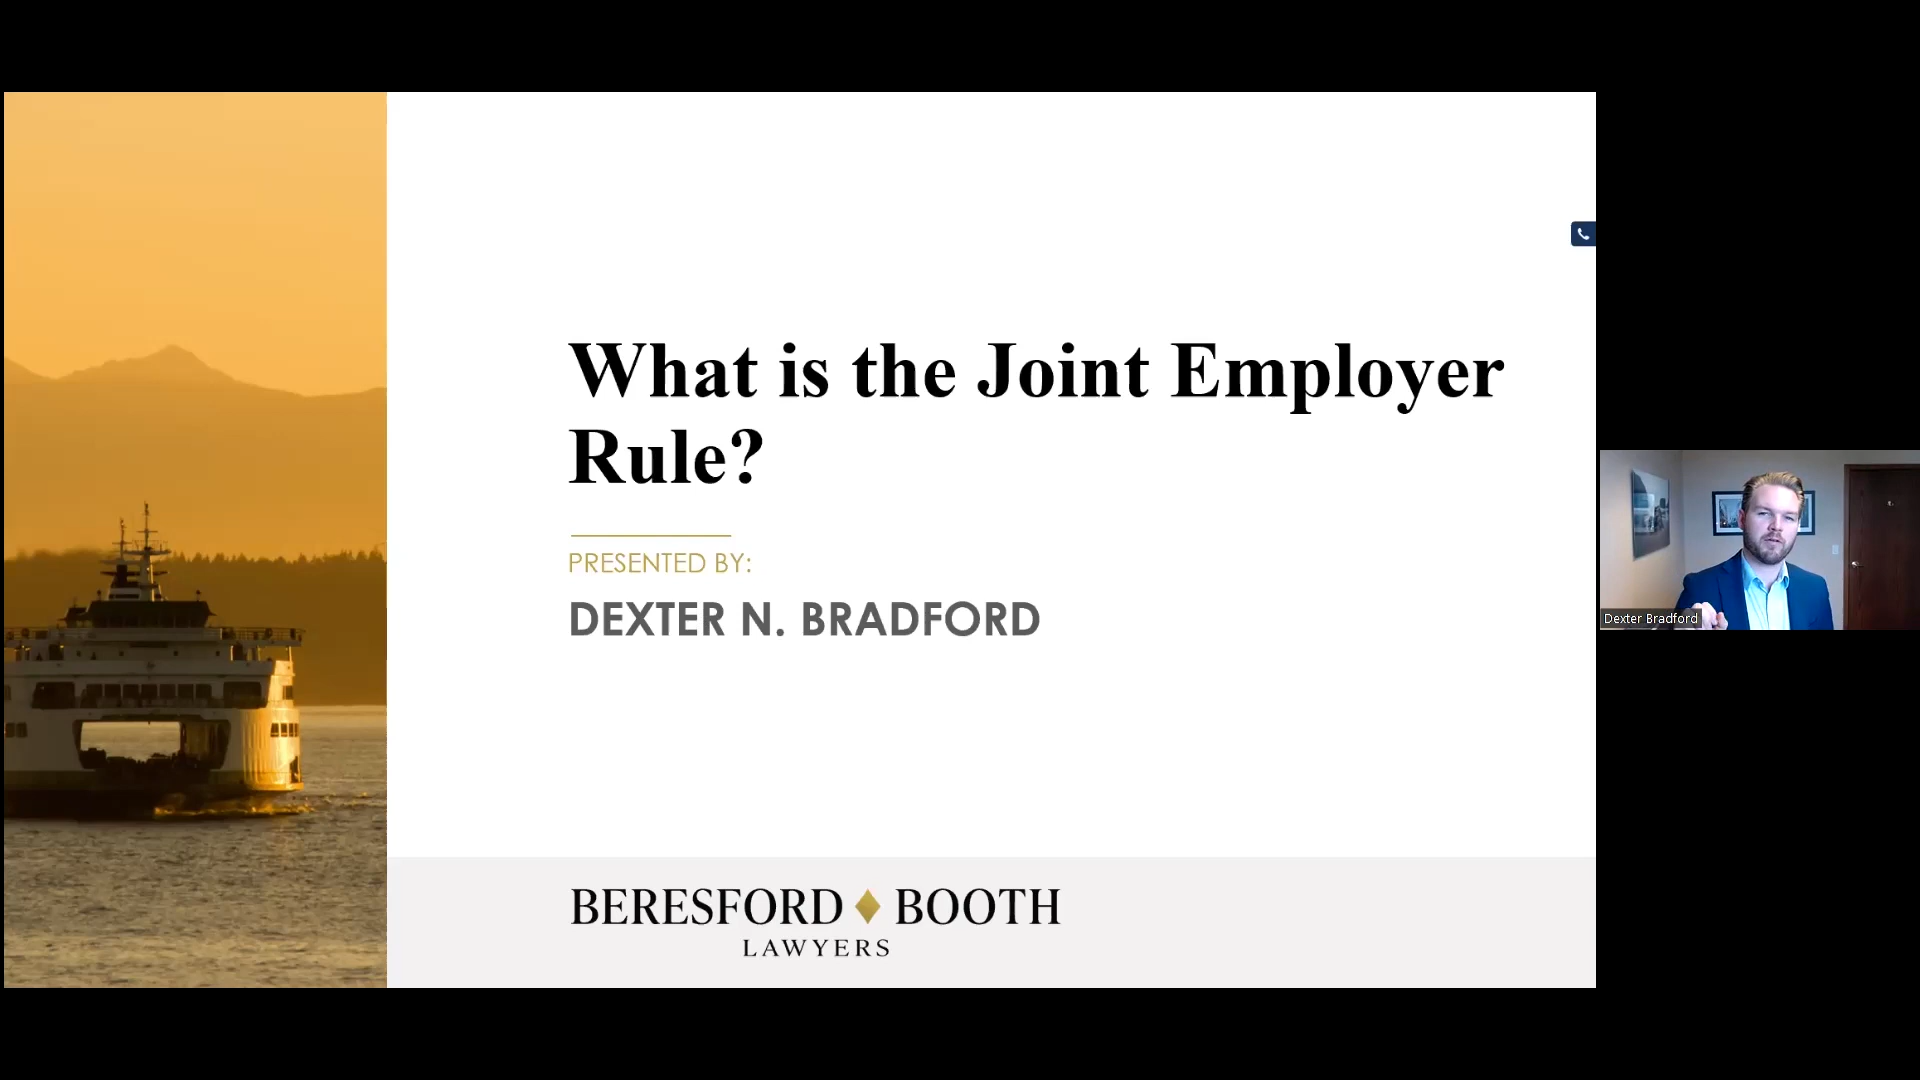 What is the Joint Employer
Rule?
PRESENTED BY:
DEXTER N. BRADFORD
BERESFORD BOOTH
LAWYERS
Dexter Bradford